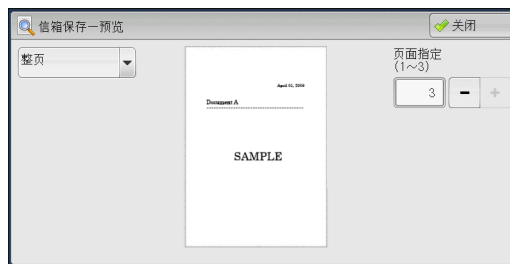 信箱保存—预览
关闭
整页
页面指定
(1～3)
3
April 01, 2009
Document A
SAMPLE